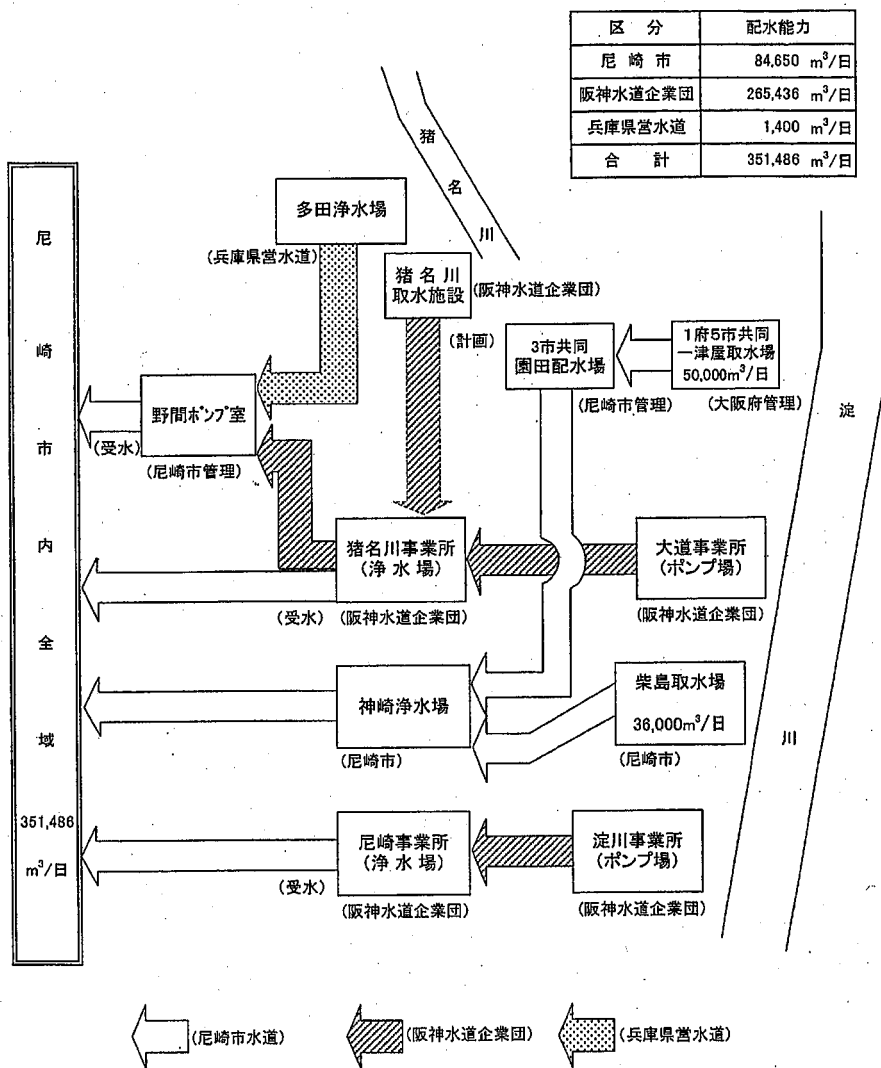 区 分 配水能力
尼 崎 市 84,650 m³/日
阪神水道企業団 265,436 m³/日
兵庫県営水道 1,400 m³/日
合 計 351,486 m³/日
猪名川
多田浄水場
(兵庫県営水道)
猪名川
取水施設
(阪神水道企業団)
(計画)
3市共同
園田配水場
(尼崎市管理)
1府5市共同
一津屋取水場
50,000m³/日
(大阪府管理)
淀川
野間ポンプ室
(受水)
(尼崎市管理)
猪名川事業所
(浄水場)
(受水)
(阪神水道企業団)
大道事業所
(ポンプ場)
(阪神水道企業団)
神崎浄水場
(尼崎市)
柴島取水場
36,000m³/日
(尼崎市)
尼崎事業所
(浄水場)
(受水)
(阪神水道企業団)
淀川事業所
(ポンプ場)
(阪神水道企業団)
尼崎市内全域
351,486
m³/日
(尼崎市水道)
(阪神水道企業団)
(兵庫県営水道)